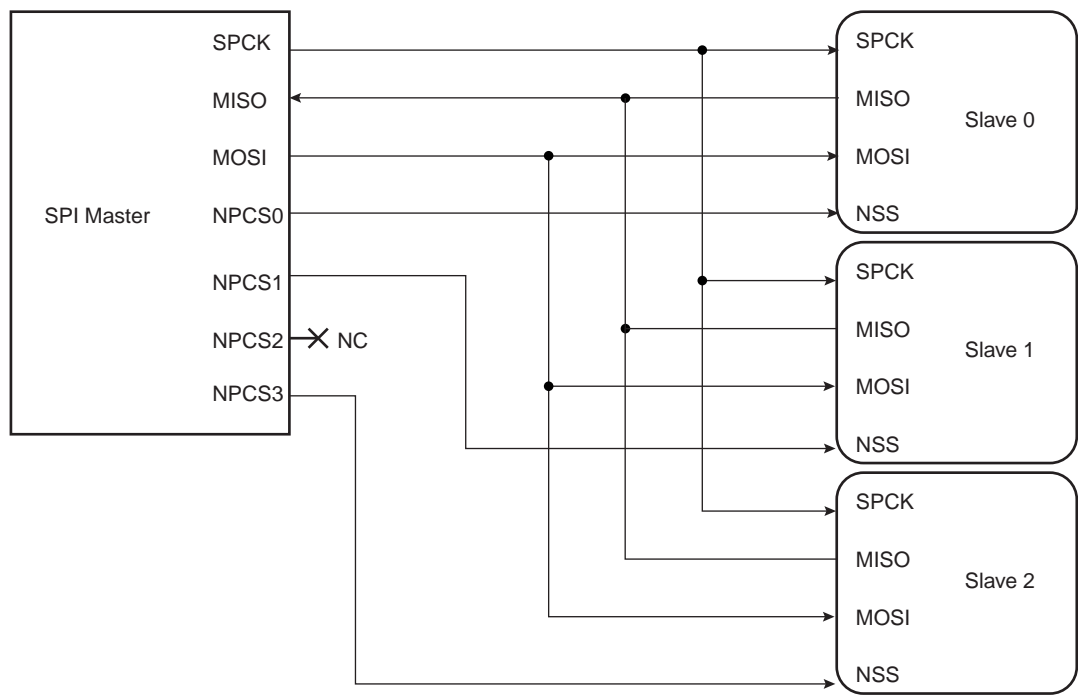 SPI Master
SPCK
MISO
MOSI
NPCS0
NPCS1
NPCS2
NC
NPCS3
SPCK
MISO
Slave 0
MOSI
NSS
SPCK
MISO
Slave 1
MOSI
NSS
SPCK
MISO
Slave 2
MOSI
NSS